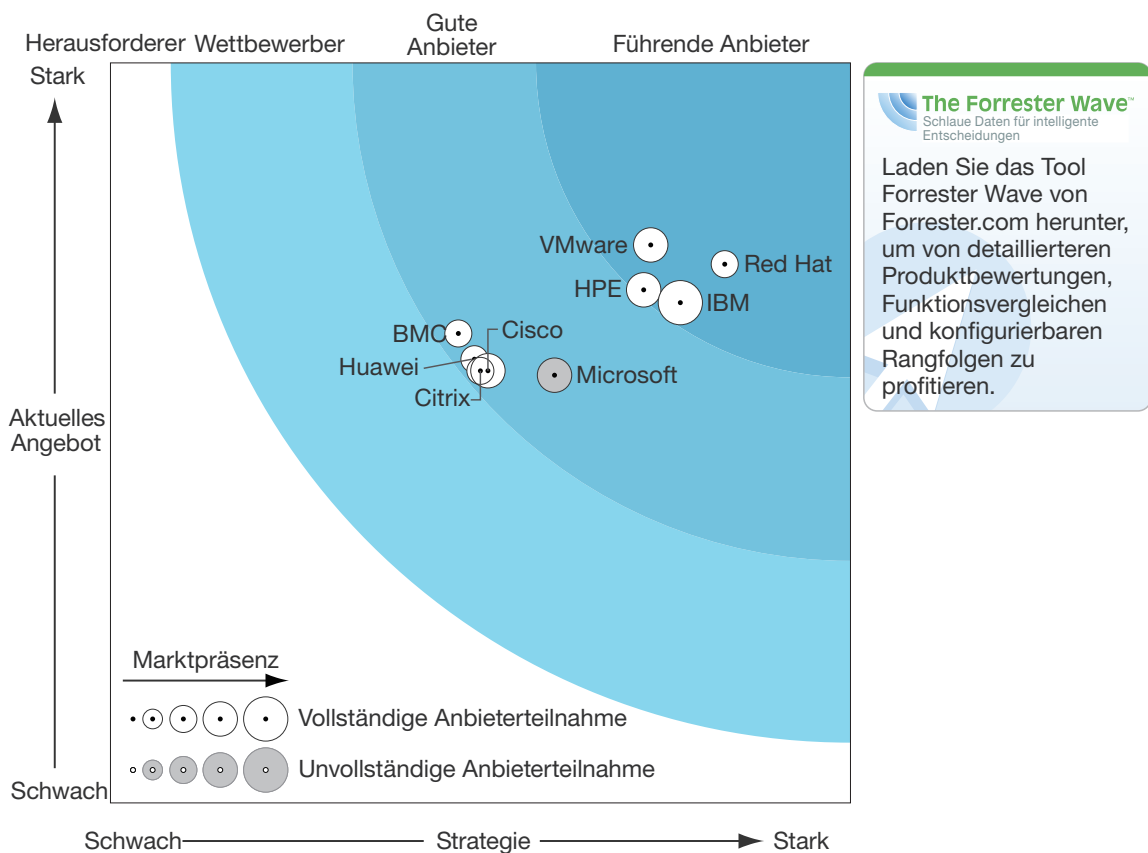 Herausforderer
Wettbewerber
Gute
Anbieter
Führende Anbieter
Stark
The Forrester Wave™
Schlaue Daten für intelligente
Entscheidungen
Laden Sie das Tool
Forrester Wave von
Forrester.com herunter,
um von detaillierteren
Produktbewertungen,
Funktionsvergleichen
und konfigurierbaren
Rangfolgen zu
profitieren.
VMware
Red Hat
HPE
IBM
BMC
Cisco
Huawei
Microsoft
Citrix
Aktuelles
Angebot
Marktpräsenz
Vollständige Anbieterteilnahme
Unvollständige Anbieterteilnahme
Schwach
Schwach
Strategie
Stark